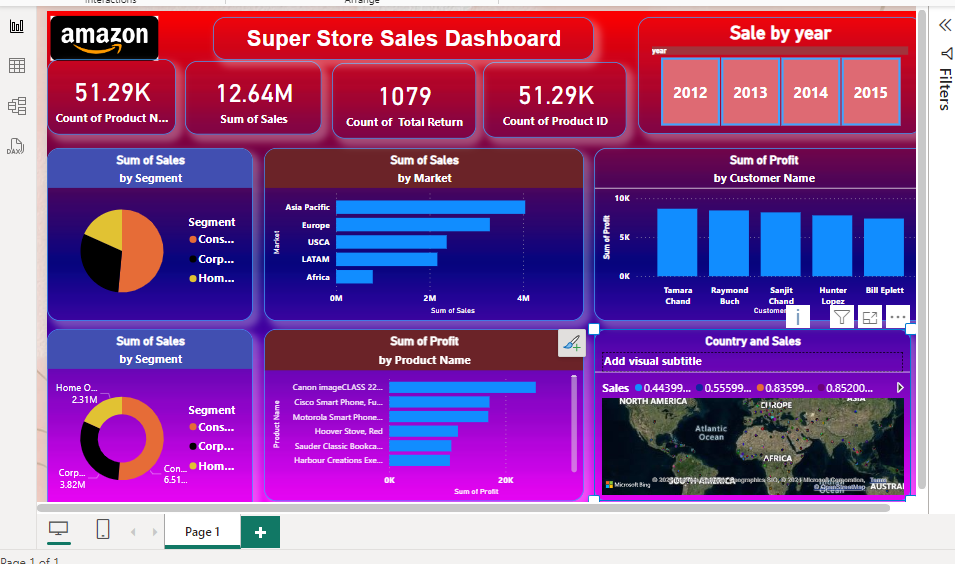 Interactions
Arrange
amazon
Super Store Sales Dashboard
Sale by year
year
2012
2013
2014
2015
51.29K
Count of Product N...
12.64M
Sum of Sales
1079
Count of Total Return
51.29K
Count of Product ID
Filters
DAX
Sum of Sales
by Segment
Segment
Cons...
Corp...
Hom...
Sum of Sales
by Market
Market
Asia Pacific
Europe
USCA
LATAM
Africa
0M
2M
4M
Sum of Sales
Sum of Profit
by Customer Name
Sum of Profit
10K
5K
0K
Tamara
Chand
Raymond
Buch
Sanjit
Chand
Hunter
Lopez
Bill Eplett
Customer
Sum of Sales
by Segment
Home O...
2.31M
Corp...
3.82M
Con...
6.51...
Segment
Cons...
Corp...
Hom...
Sum of Profit
by Product Name
Product Name
Canon imageCLASS 22...
Cisco Smart Phone, Fu...
Motorola Smart Phone...
Hoover Stove, Red
Sauder Classic Bookca...
Harbour Creations Exe...
0K
20K
Sum of Profit
Country and Sales
Add visual subtitle
Sales
0.44399...
0.55599...
0.83599...
0.85200...
NORTH AMERICA
EUROPE
ASIA
Atlantic
Ocean
AFRICA
SOUTH AMERICA
Ocean
AUSTRA
Microsoft Bing
Microsoft Corporation,
© OpenStreetMap
Page 1
+
Page 1 of 1